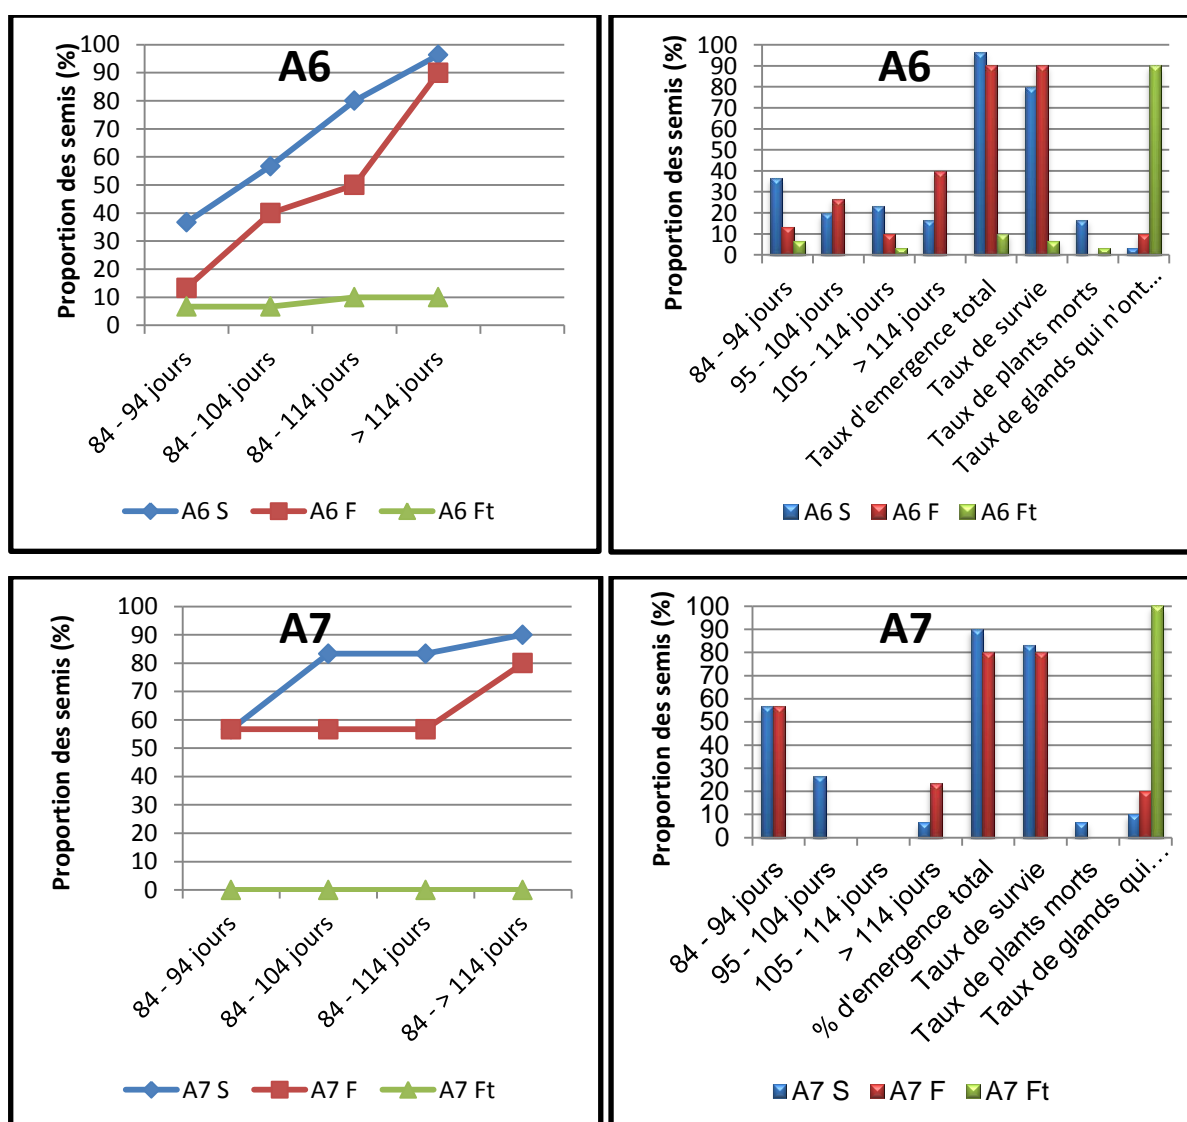 A6
Proportion des semis (%)
100
90
80
70
60
50
40
30
20
10
0
84 - 94 jours
84 - 104 jours
84 - 114 jours
> 114 jours
A6 S
A6 F
A6 Ft
A6
Proportion des semis (%)
100
90
80
70
60
50
40
30
20
10
0
84 - 94 jours
95 - 104 jours
105 - 114 jours
> 114 jours
Taux d'emergence total
Taux de survie
Taux de plants morts
Taux de glands qui n'ont...
A6 S
A6 F
A6 Ft
A7
Proportion des semis (%)
100
90
80
70
60
50
40
30
20
10
0
84 - 94 jours
84 - 104 jours
84 - 114 jours
84 - > 114 jours
A7 S
A7 F
A7 Ft
A7
Proportion des semis (%)
100
90
80
70
60
50
40
30
20
10
0
84 - 94 jours
95 - 104 jours
105 - 114 jours
> 114 jours
% d'emergence total
Taux de survie
Taux de plants morts
Taux de glands qui...
A7 S
A7 F
A7 Ft